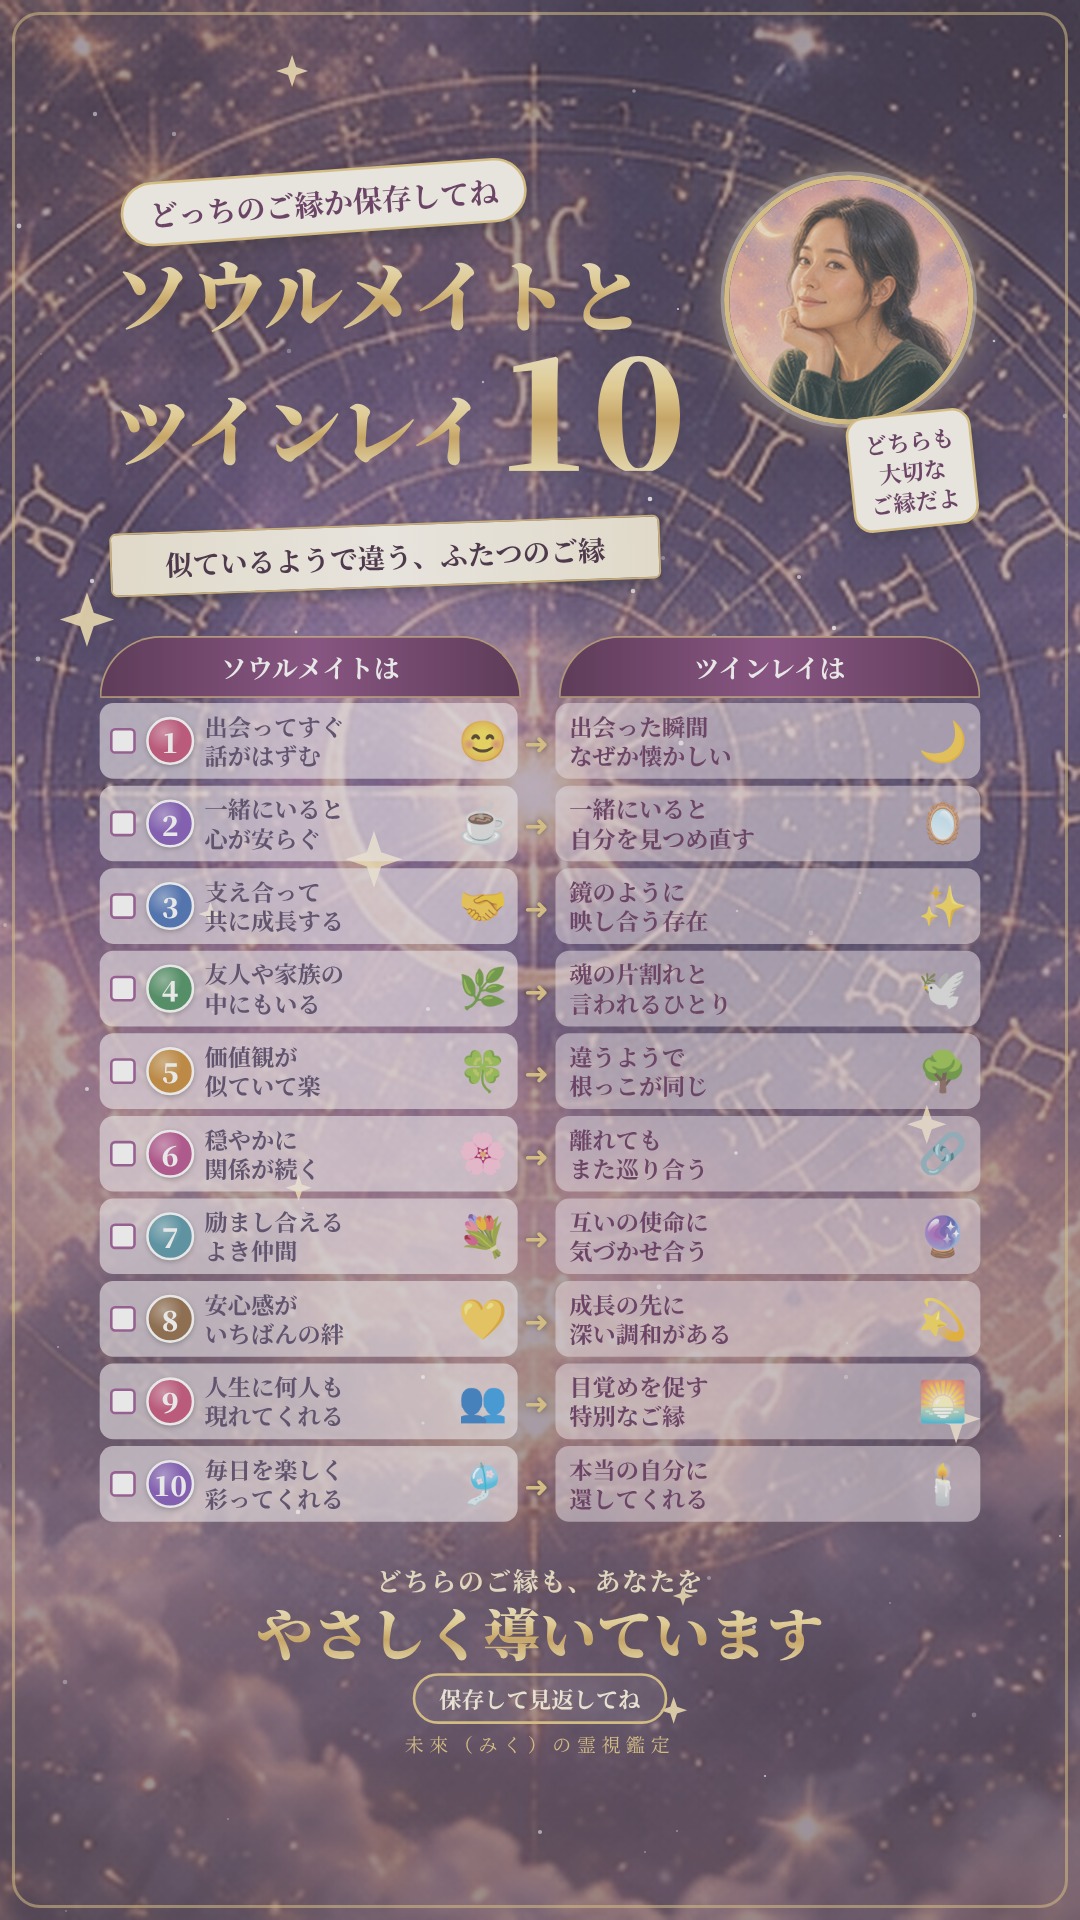 どっちのご縁か保存してね
ソウルメイトと
ツインレイ10
どちらも
大切な
ご縁だよ
似ているようで違う、ふたつのご縁
ソウルメイトは
ツインレイは
1
出会ってすぐ
話がはずむ
出会った瞬間
なぜか懐かしい
2
一緒にいると
心が安らぐ
一緒にいると
自分を見つめ直す
3
支え合って
共に成長する
鏡のように
映し合う存在
4
友人や家族の
中にもいる
魂の片割れと
言われるひとり
5
価値観が
似ていて楽
違うようで
根っこが同じ
6
穏やかに
関係が続く
離れても
また巡り合う
7
励まし合える
よき仲間
互いの使命に
気づかせ合う
8
安心感が
いちばんの絆
成長の先に
深い調和がある
9
人生に何人も
現れてくれる
目覚めを促す
特別なご縁
10
毎日を楽しく
彩ってくれる
本当の自分に
還してくれる
どちらのご縁も、あなたを
やさしく導いています
保存して見返してね
未來（みく）の霊視鑑定